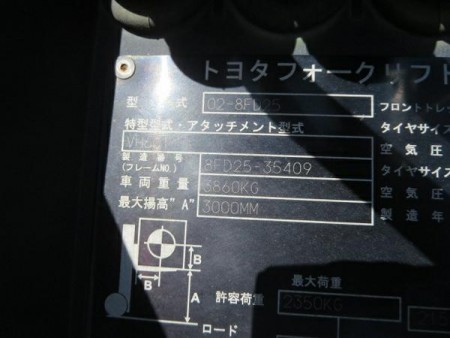 トヨタフォークリフト
型 式 02-8FD25
フロントトレ
特型型式・アタッチメント型式
タイヤサイズ
空気圧
製造番号
(フレームNO.) 8FD25-35409
タイヤサイズ
車両重量 3860KG
空気圧
最大揚高"A" 3000MM
製造年
B
B
A
最大荷重
許容荷重 2350KG
ロード